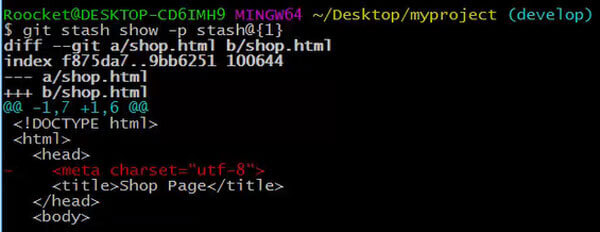 Roocket@DESKTOP-CD6IMH9 MINGW64 ~/Desktop/myproject (develop)
$ git stash show -p stash@{1}
diff --git a/shop.html b/shop.html
index f875da7..9bb6251 100644
--- a/shop.html
+++ b/shop.html
@@ -1,7 +1,6 @@
 <!DOCTYPE html>
 <html>
   <head>
-    <meta charset="utf-8">
     <title>Shop Page</title>
   </head>
   <body>